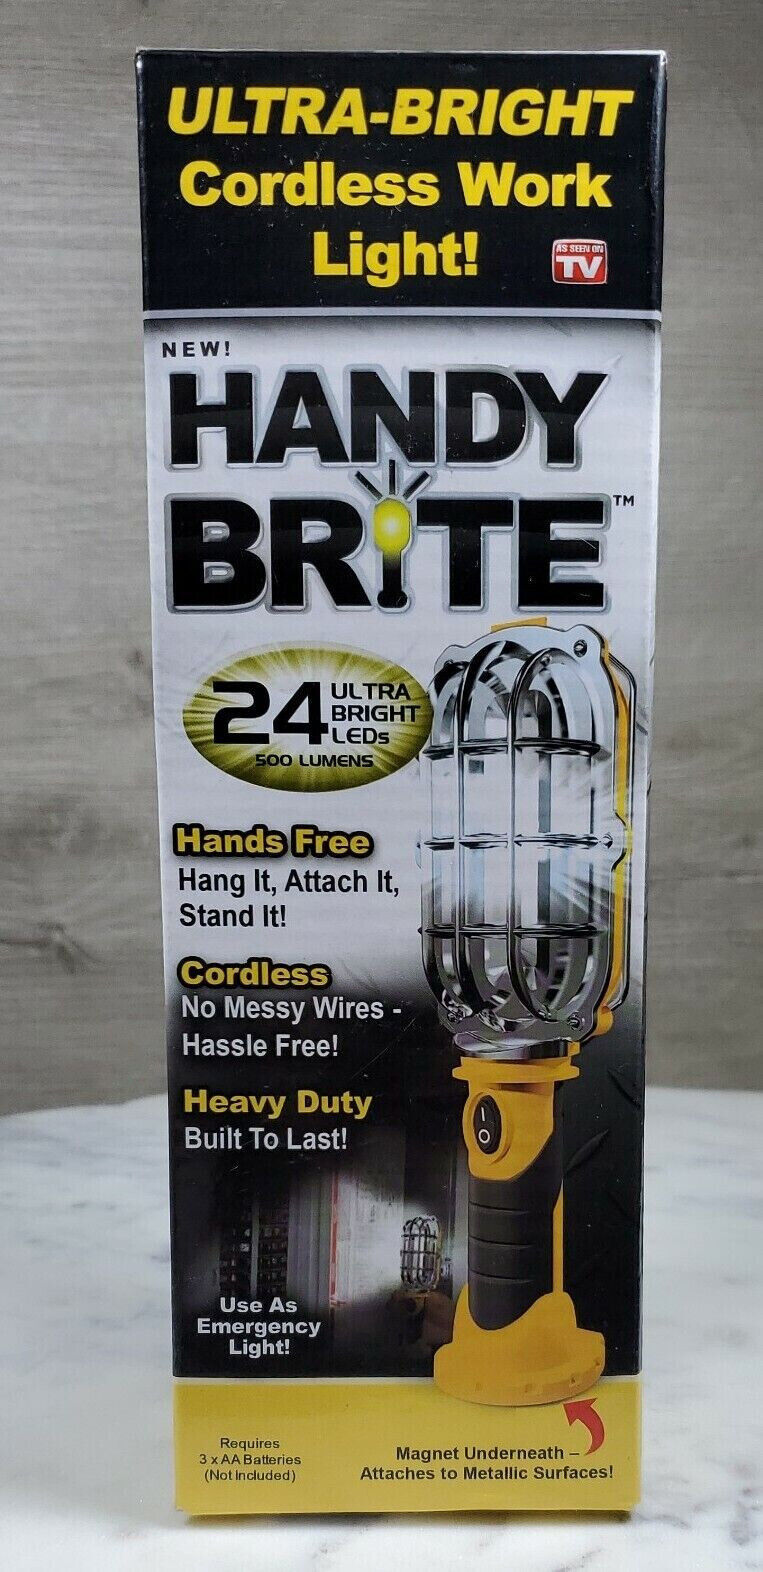 ULTRA-BRIGHT
Cordless Work
Light!
AS SEEN ON
TV
NEW!
HANDY
BRITE™
24 ULTRA
BRIGHT
LEDs
500 LUMENS
Hands Free
Hang It, Attach It,
Stand It!
Cordless
No Messy Wires -
Hassle Free!
Heavy Duty
Built To Last!
I
O
Use As
Emergency
Light!
Requires
3 x AA Batteries
(Not Included)
Magnet Underneath –
Attaches to Metallic Surfaces!